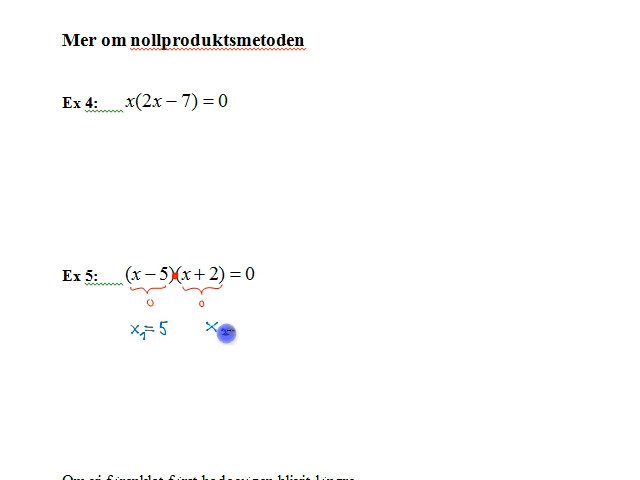 Mer om nollproduktsmetoden
Ex 4: x(2x − 7) = 0
Ex 5: (x − 5)(x + 2) = 0
0 0
x₁ = 5 x